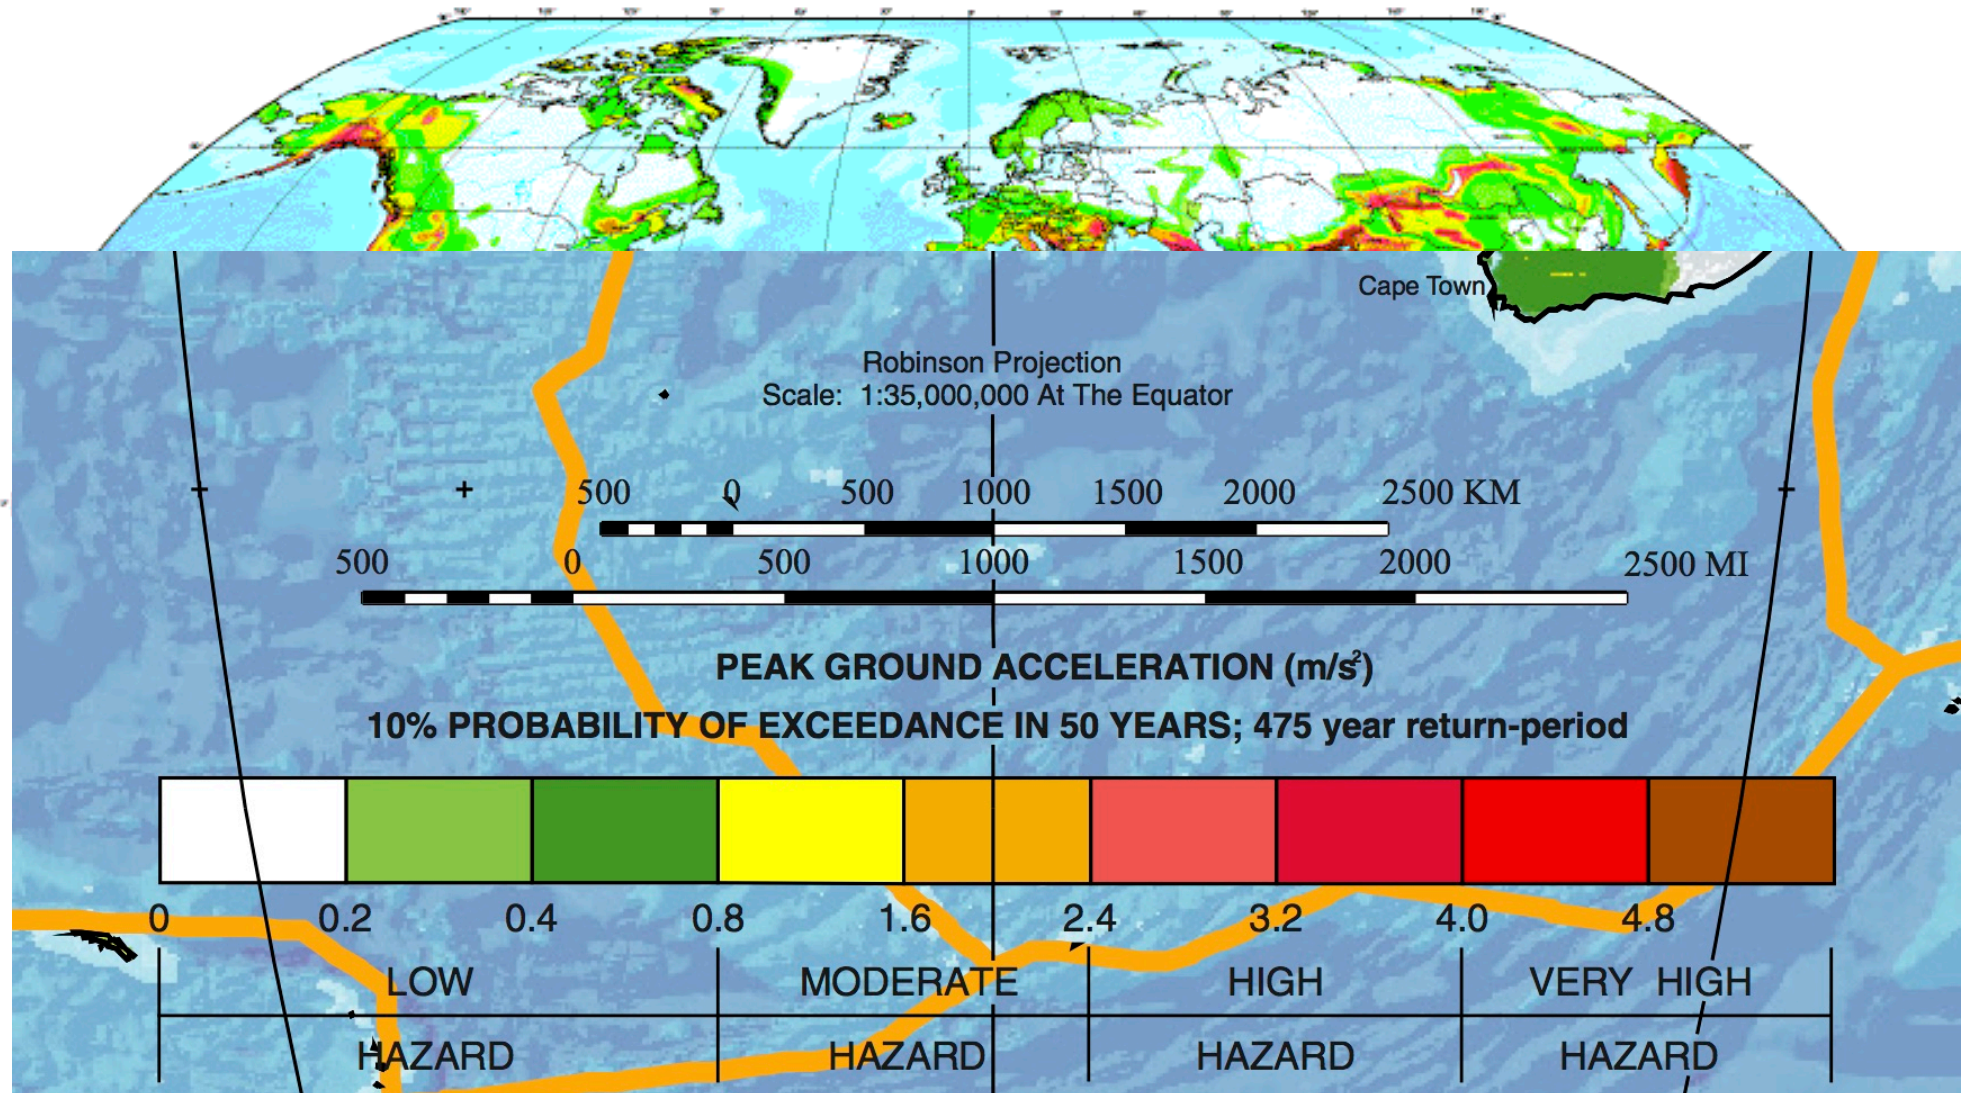 Cape Town
Robinson Projection
Scale: 1:35,000,000 At The Equator
500 0 500 1000 1500 2000 2500 KM
500 0 500 1000 1500 2000 2500 MI
PEAK GROUND ACCELERATION (m/s²)
10% PROBABILITY OF EXCEEDANCE IN 50 YEARS; 475 year return-period
0 0.2 0.4 0.8 1.6 2.4 3.2 4.0 4.8
LOW MODERATE HIGH VERY HIGH
HAZARD HAZARD HAZARD HAZARD